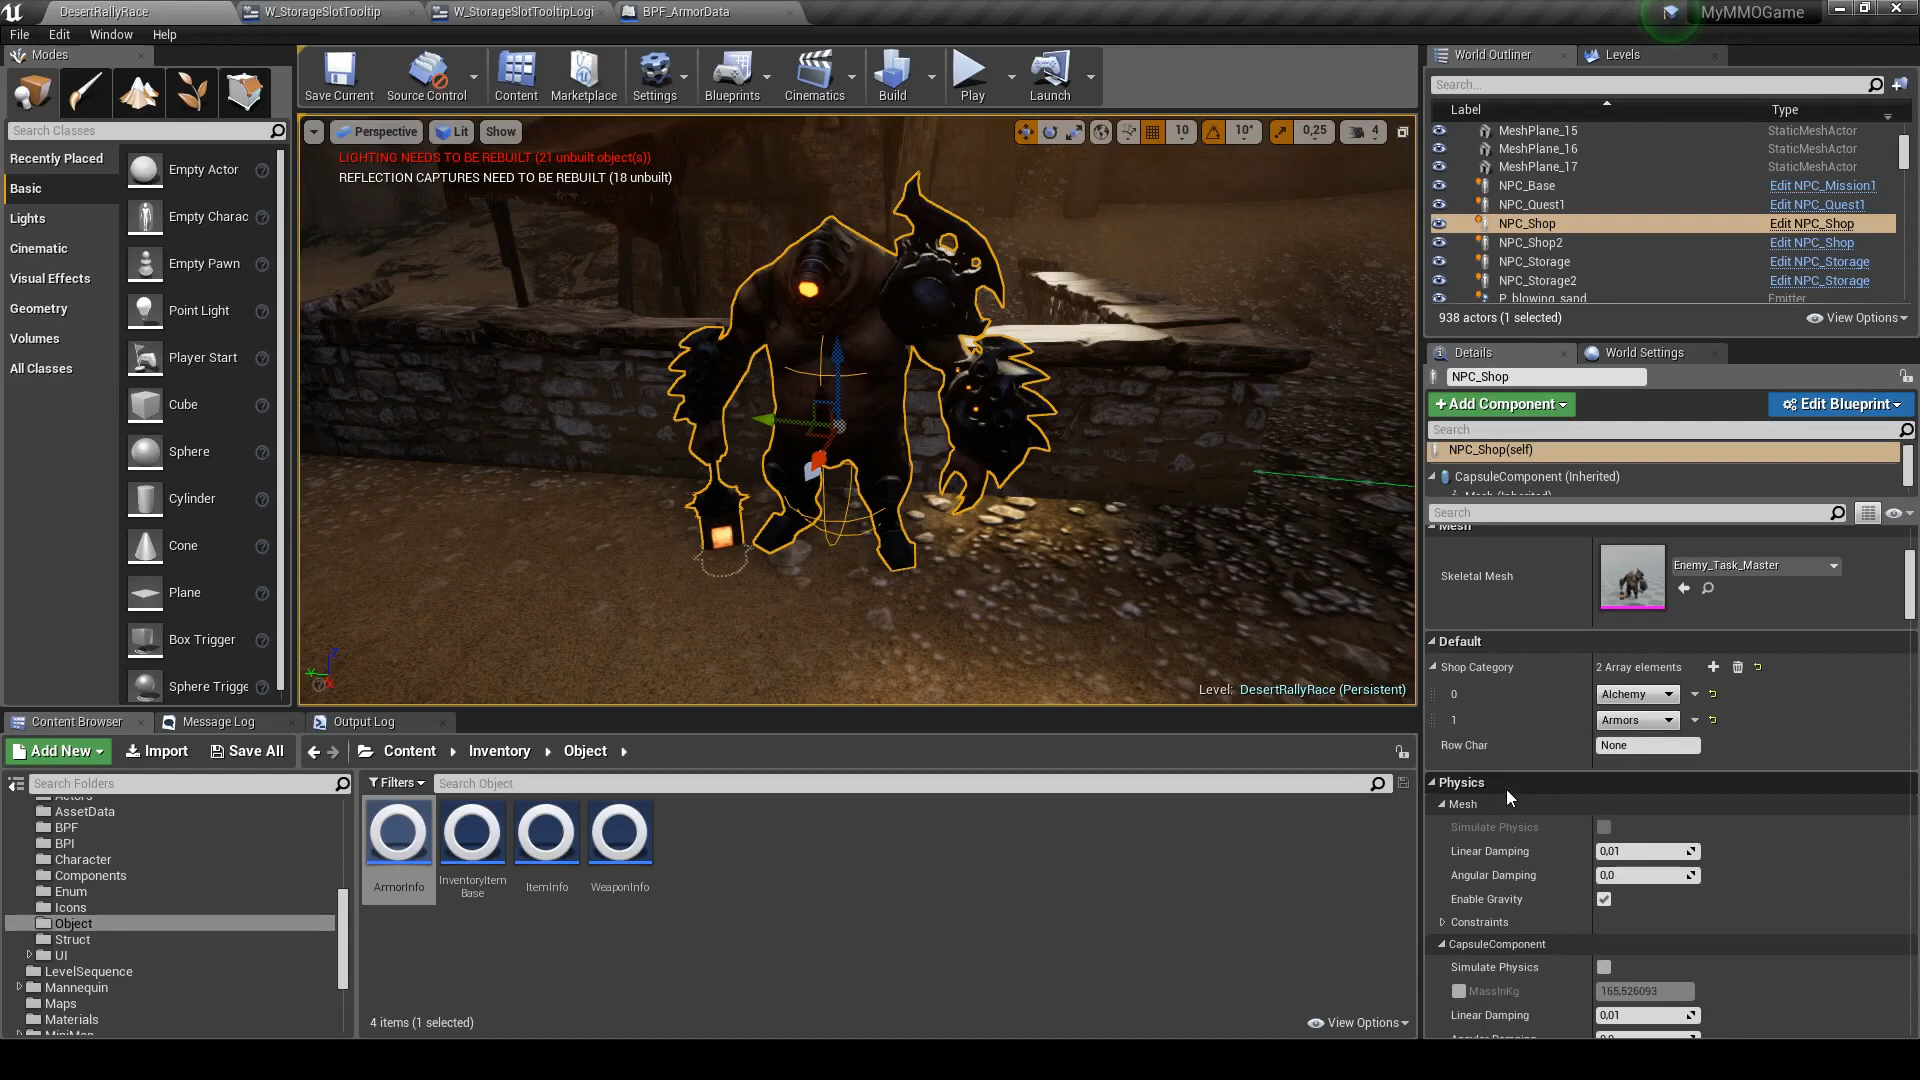 DesertRallyRace
W_StorageSlotTooltip
W_StorageSlotTooltipLogi
BPF_ArmorData
MyMMOGame
File Edit Window Help
Modes
Search Classes
Recently Placed
Basic
Lights
Cinematic
Visual Effects
Geometry
Volumes
All Classes
Empty Actor
Empty Charac
Empty Pawn
Point Light
Player Start
Cube
Sphere
Cylinder
Cone
Plane
Box Trigger
Sphere Trigge
Save Current
Source Control
Content
Marketplace
Settings
Blueprints
Cinematics
Build
Play
Launch
Perspective
Lit
Show
10
10°
0,25
4
LIGHTING NEEDS TO BE REBUILT (21 unbuilt object(s))
REFLECTION CAPTURES NEED TO BE REBUILT (18 unbuilt)
Level: DesertRallyRace (Persistent)
World Outliner
Levels
Search...
Label Type
MeshPlane_15 StaticMeshActor
MeshPlane_16 StaticMeshActor
MeshPlane_17 StaticMeshActor
NPC_Base Edit NPC_Mission1
NPC_Quest1 Edit NPC_Quest1
NPC_Shop Edit NPC_Shop
NPC_Shop2 Edit NPC_Shop
NPC_Storage Edit NPC_Storage
NPC_Storage2 Edit NPC_Storage
P_blowing_sand Emitter
938 actors (1 selected)
View Options
Details
World Settings
NPC_Shop
+Add Component
Edit Blueprint
Search
NPC_Shop(self)
CapsuleComponent (Inherited)
Mesh (Inherited)
Search
Mesh
Skeletal Mesh
Enemy_Task_Master
Default
Shop Category 2 Array elements
0 Alchemy
1 Armors
Row Char None
Physics
Mesh
Simulate Physics
Linear Damping 0,01
Angular Damping 0,0
Enable Gravity
Constraints
CapsuleComponent
Simulate Physics
MassInKg 165,526093
Linear Damping 0,01
Angular Damping 0,0
Content Browser
Message Log
Output Log
Add New
Import
Save All
Content
Inventory
Object
Search Folders
Filters
Search Object
Actors
AssetData
BPF
BPI
Character
Components
Enum
Icons
Object
Struct
UI
LevelSequence
Mannequin
Maps
Materials
MiniMap
ArmorInfo
InventoryItem
Base
ItemInfo
WeaponInfo
4 items (1 selected)
View Options